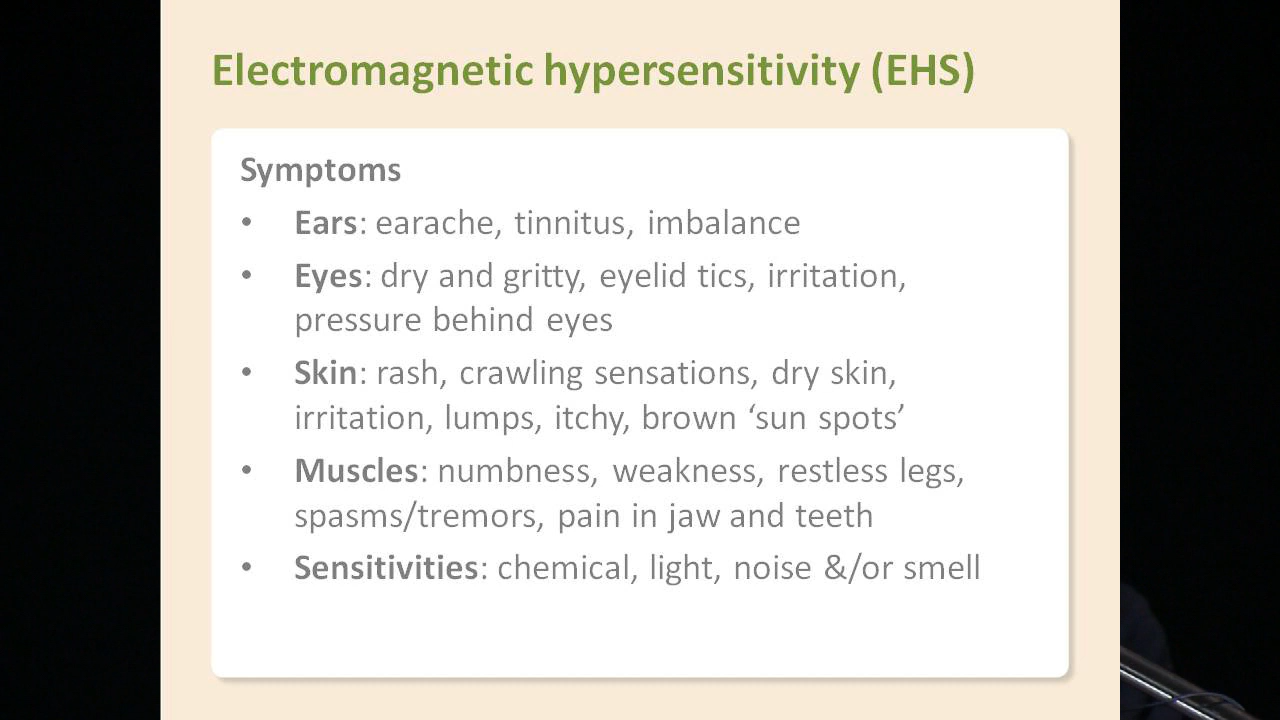 Electromagnetic hypersensitivity (EHS)
Symptoms
• Ears: earache, tinnitus, imbalance
• Eyes: dry and gritty, eyelid tics, irritation,
pressure behind eyes
• Skin: rash, crawling sensations, dry skin,
irritation, lumps, itchy, brown ‘sun spots’
• Muscles: numbness, weakness, restless legs,
spasms/tremors, pain in jaw and teeth
• Sensitivities: chemical, light, noise &/or smell